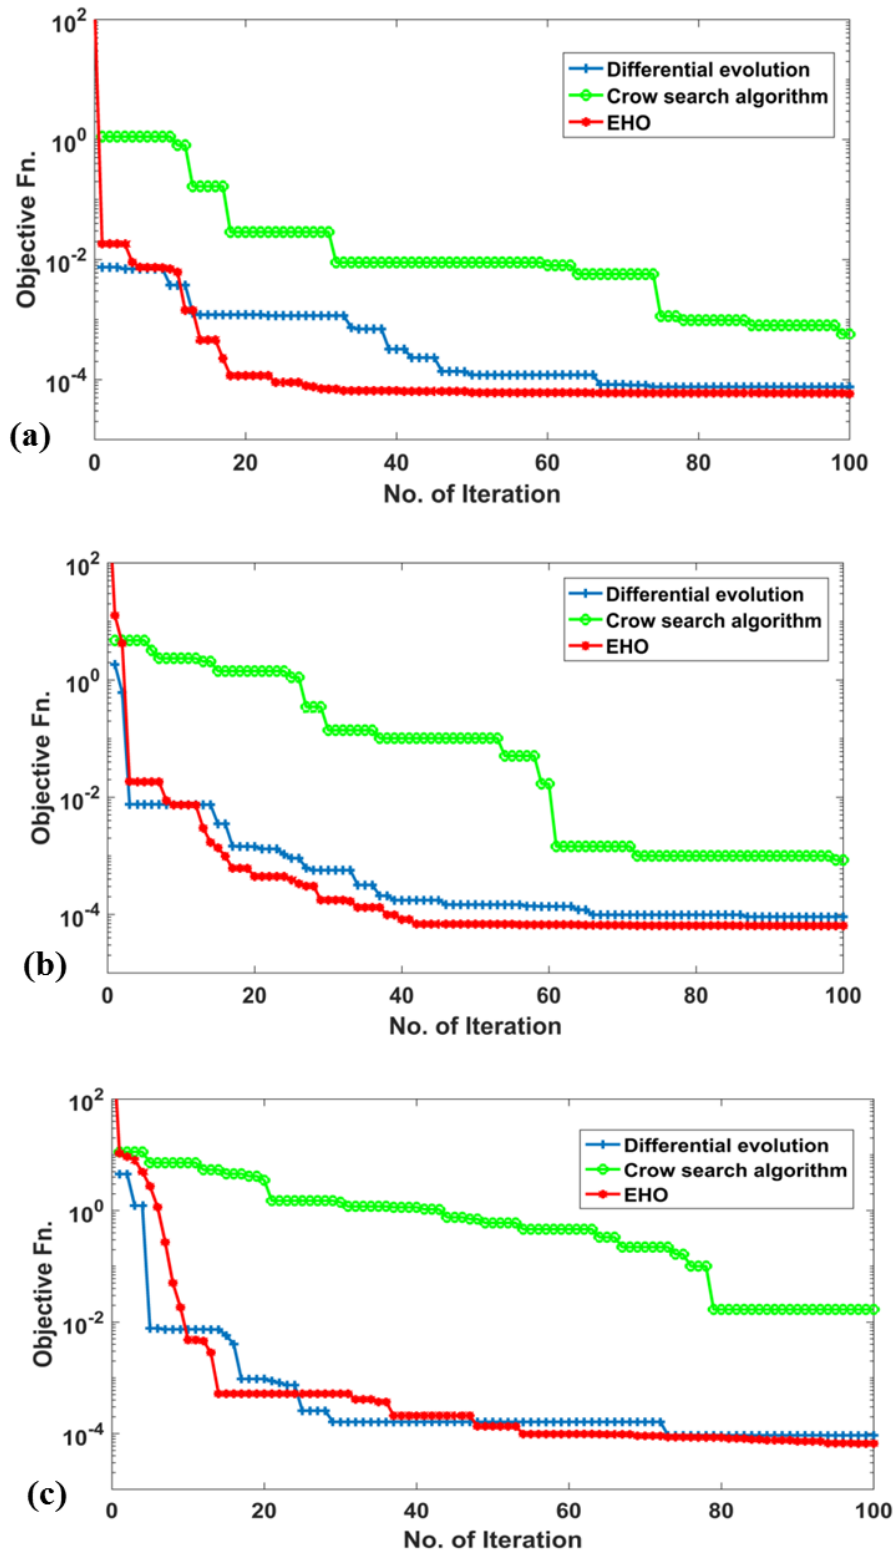 10^2
Differential evolution
Crow search algorithm
EHO
10^0
Objective Fn.
10^-2
10^-4
(a)
0 20 40 60 80 100
No. of Iteration
10^2
Differential evolution
Crow search algorithm
EHO
10^0
Objective Fn.
10^-2
10^-4
(b)
0 20 40 60 80 100
No. of Iteration
10^2
Differential evolution
Crow search algorithm
EHO
10^0
Objective Fn.
10^-2
10^-4
(c)
0 20 40 60 80 100
No. of Iteration